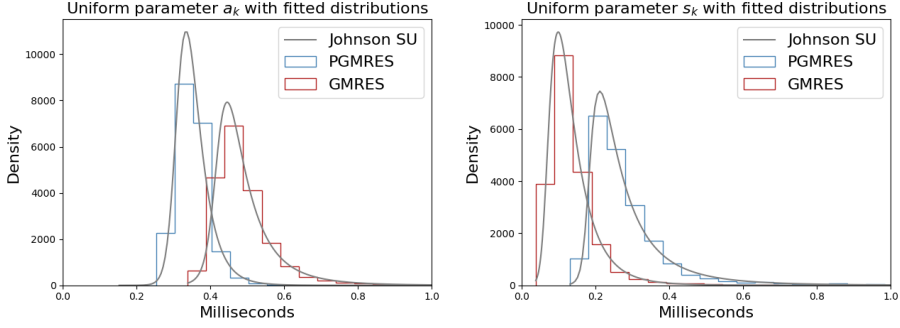 Uniform parameter a_k with fitted distributions
Density
10000
8000
6000
4000
2000
0
Johnson SU
PGMRES
GMRES
0.0 0.2 0.4 0.6 0.8 1.0
Milliseconds
Uniform parameter s_k with fitted distributions
Density
10000
8000
6000
4000
2000
0
Johnson SU
PGMRES
GMRES
0.0 0.2 0.4 0.6 0.8 1.0
Milliseconds